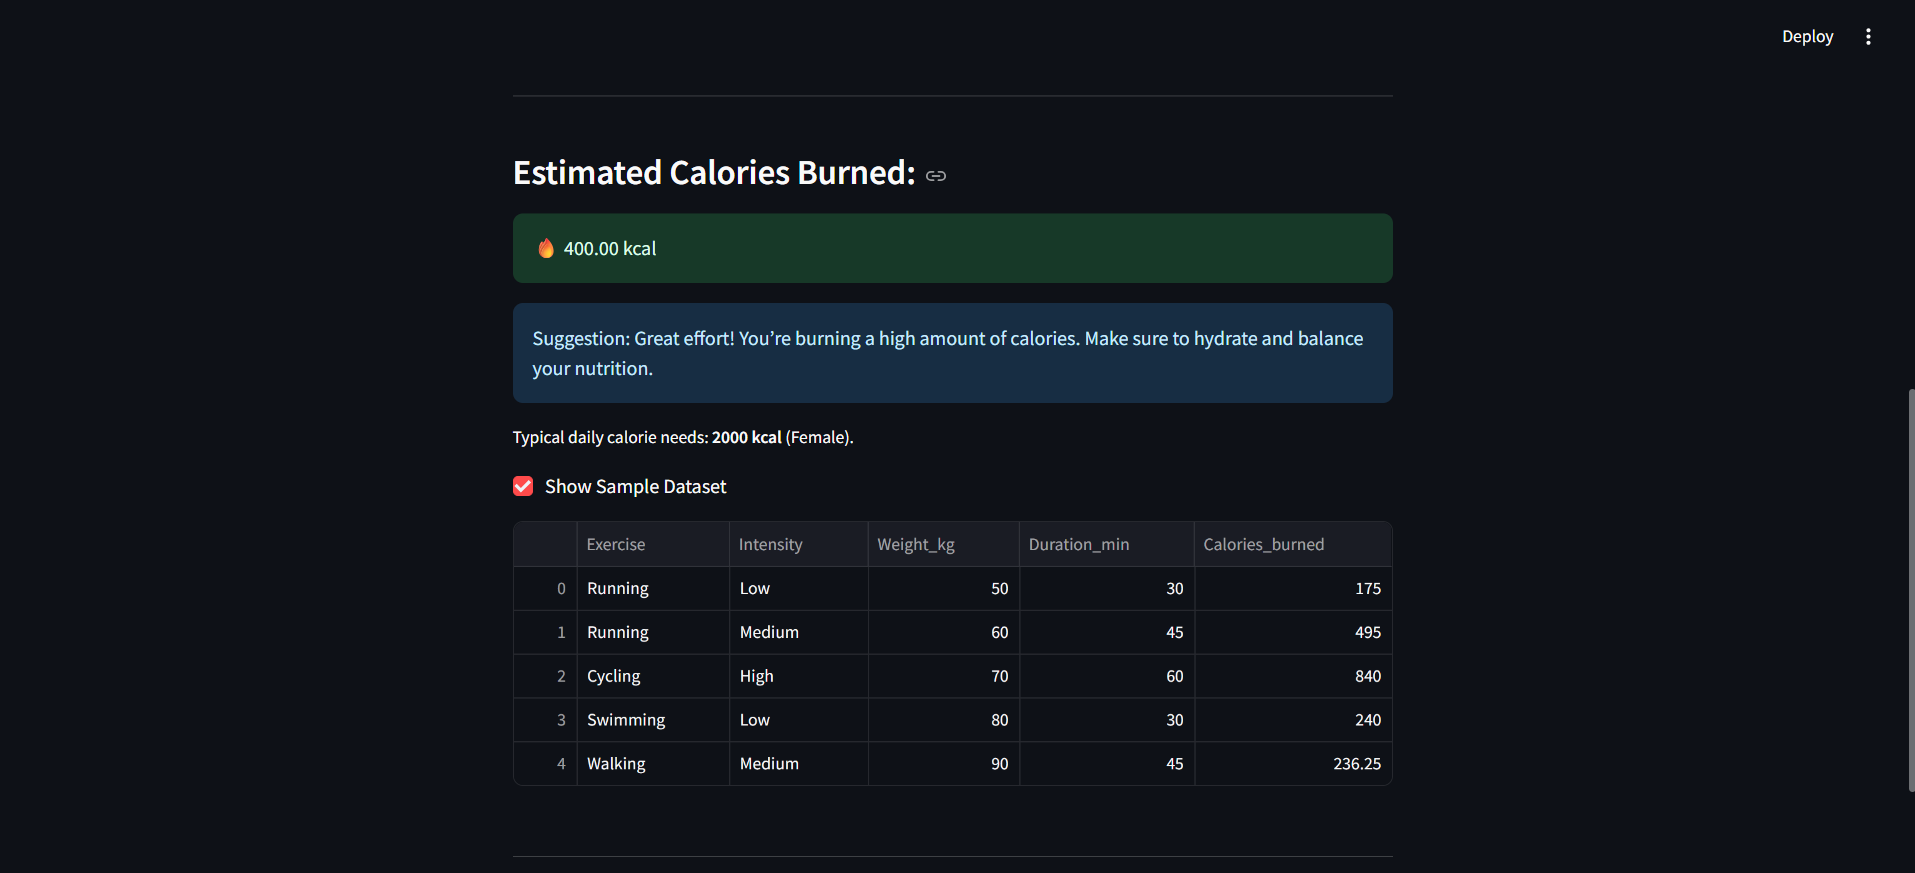 Deploy
Estimated Calories Burned:
🔥 400.00 kcal
Suggestion: Great effort! You’re burning a high amount of calories. Make sure to hydrate and balance
your nutrition.
Typical daily calorie needs: 2000 kcal (Female).
Show Sample Dataset
Exercise Intensity Weight_kg Duration_min Calories_burned
0 Running Low 50 30 175
1 Running Medium 60 45 495
2 Cycling High 70 60 840
3 Swimming Low 80 30 240
4 Walking Medium 90 45 236.25